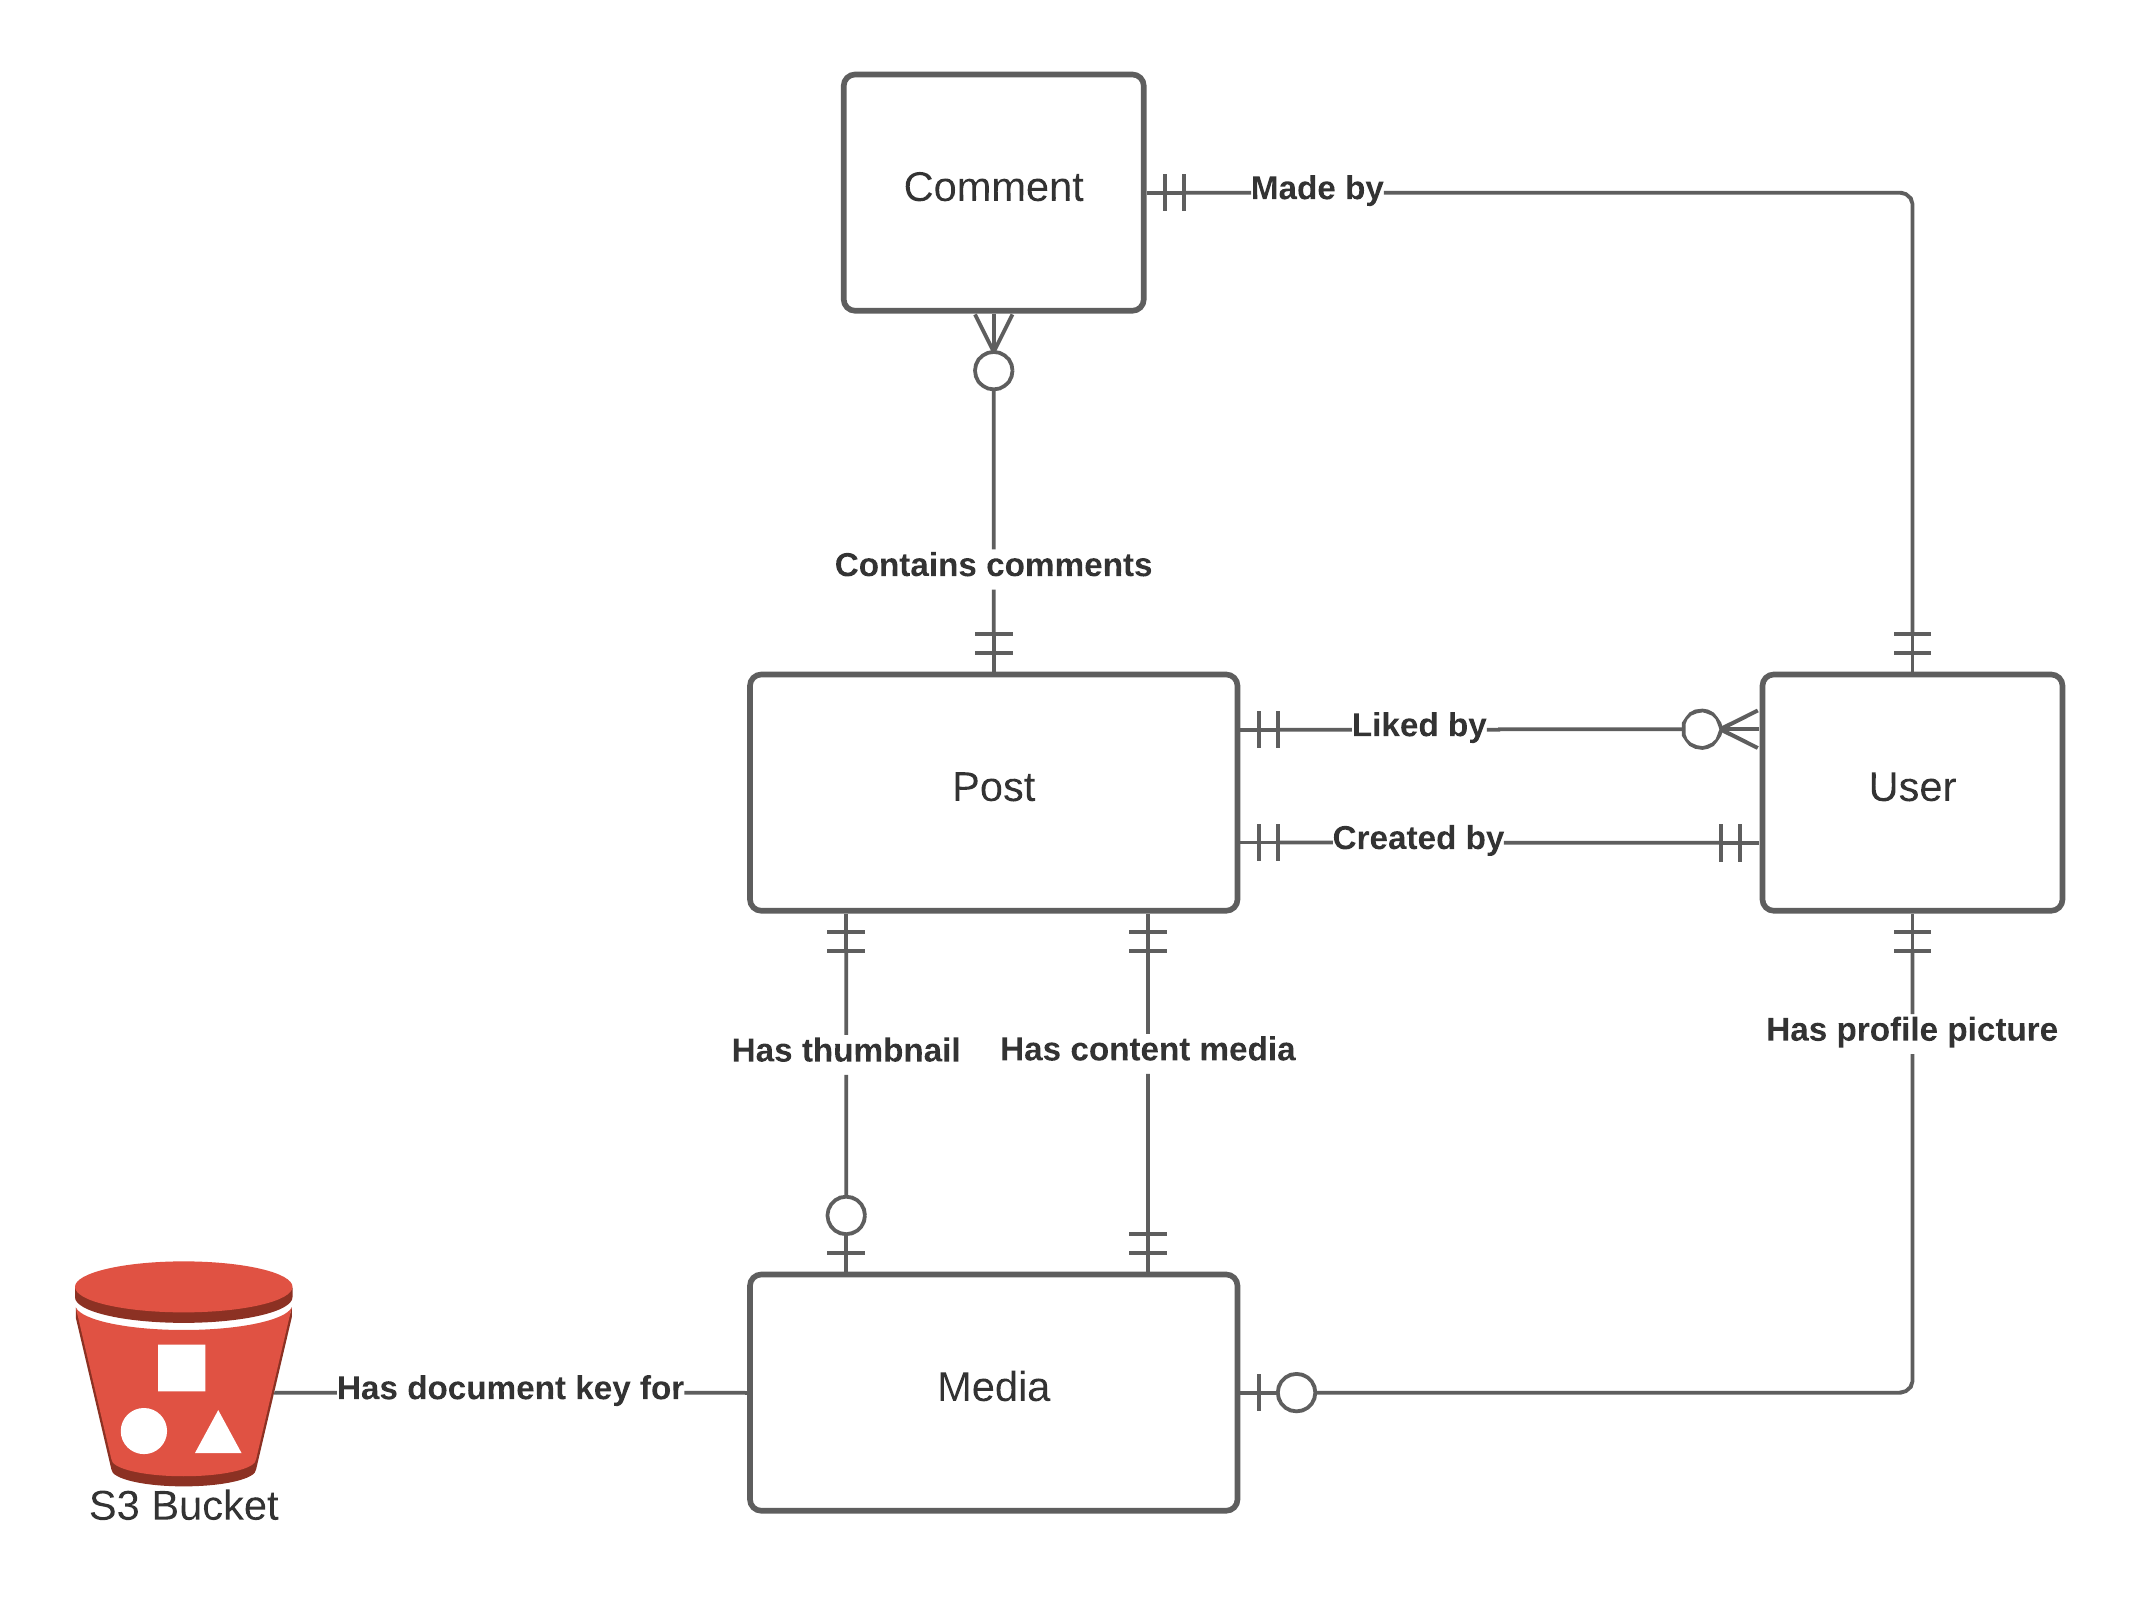 Comment
Made by
Contains comments
Post
Liked by
Created by
User
Has thumbnail
Has content media
Has profile picture
Has document key for
Media
S3 Bucket